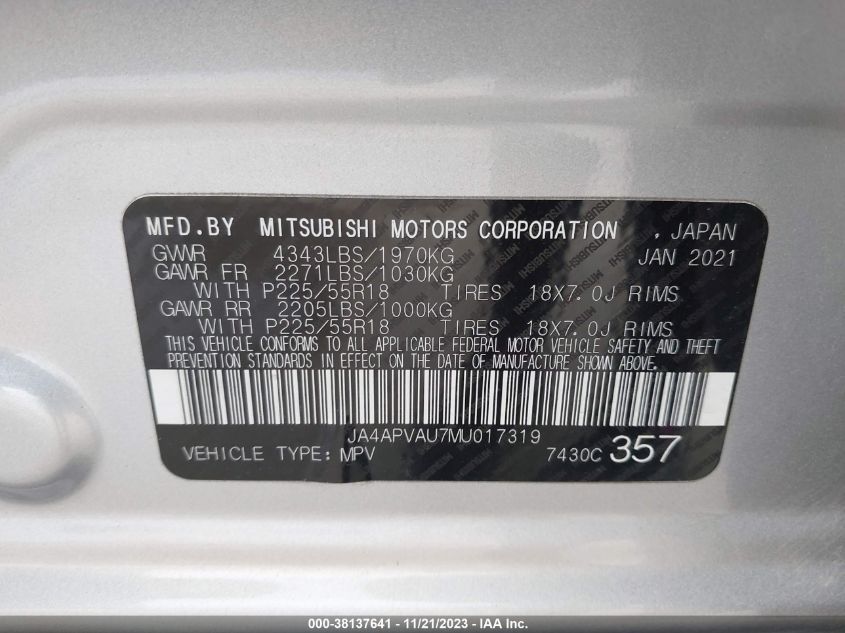 MFD.BY MITSUBISHI MOTORS CORPORATION , JAPAN
GVWR 4343LBS/1970KG JAN 2021
GAWR FR 2271LBS/1030KG
WITH P225/55R18 TIRES 18X7.0J RIMS
GAWR RR 2205LBS/1000KG
WITH P225/55R18 TIRES 18X7.0J RIMS
THIS VEHICLE CONFORMS TO ALL APPLICABLE FEDERAL MOTOR VEHICLE SAFETY AND THEFT
PREVENTION STANDARDS IN EFFECT ON THE DATE OF MANUFACTURE SHOWN ABOVE.
JA4APVAU7MU017319
VEHICLE TYPE: MPV 7430C 357
000-38137641 - 11/21/2023 - IAA Inc.